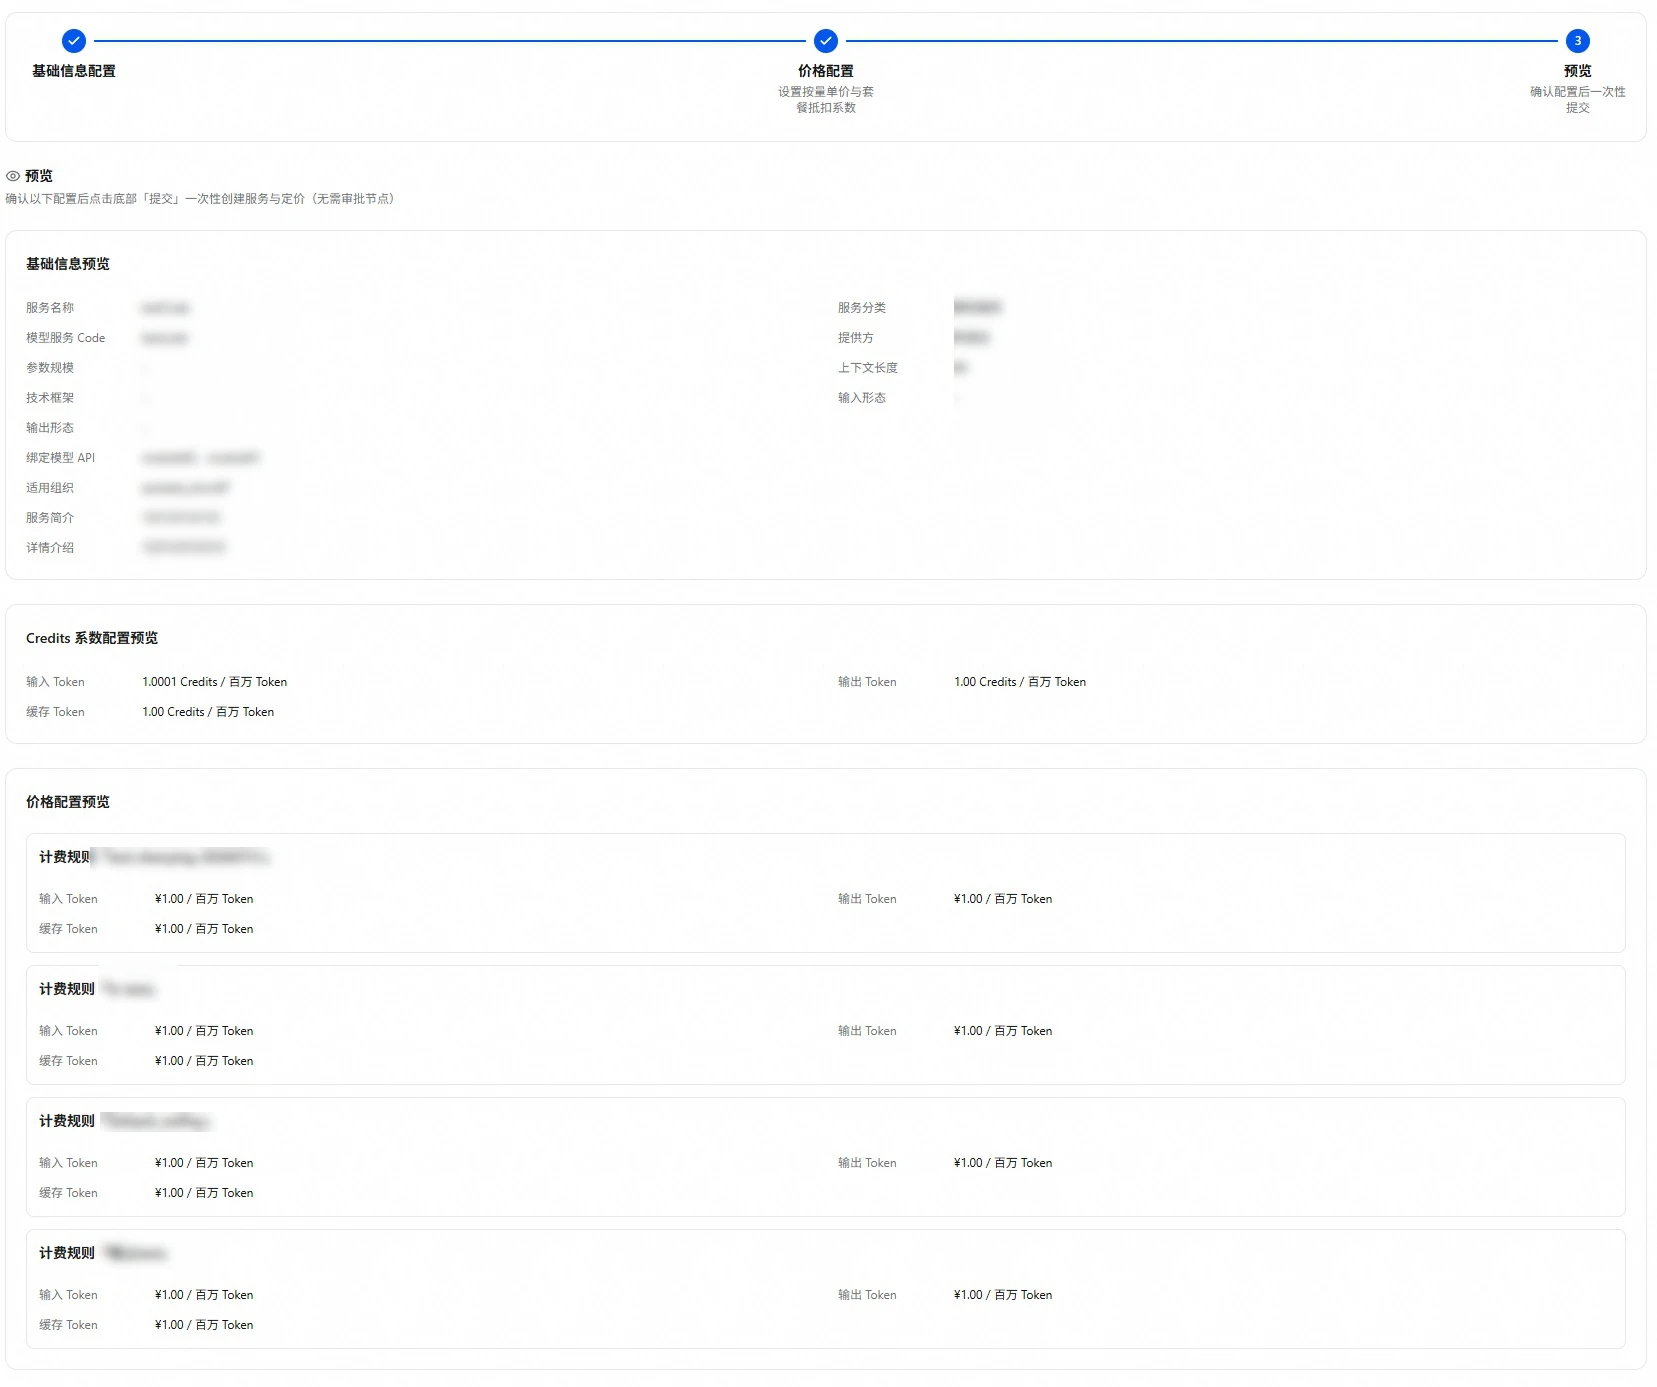 3
基础信息配置
价格配置
设置按量单价与套
餐抵扣系数
预览
确认配置后一次性
提交
预览
确认以下配置后点击底部「提交」一次性创建服务与定价（无需审批节点）
基础信息预览
服务名称 服务分类
模型服务 Code 提供方
参数规模 上下文长度
技术框架 输入形态
输出形态
绑定模型 API
适用组织
服务简介
详情介绍
Credits 系数配置预览
输入 Token 1.0001 Credits / 百万 Token 输出 Token 1.00 Credits / 百万 Token
缓存 Token 1.00 Credits / 百万 Token
价格配置预览
计费规则
输入 Token ¥1.00 / 百万 Token 输出 Token ¥1.00 / 百万 Token
缓存 Token ¥1.00 / 百万 Token
计费规则
输入 Token ¥1.00 / 百万 Token 输出 Token ¥1.00 / 百万 Token
缓存 Token ¥1.00 / 百万 Token
计费规则
输入 Token ¥1.00 / 百万 Token 输出 Token ¥1.00 / 百万 Token
缓存 Token ¥1.00 / 百万 Token
计费规则
输入 Token ¥1.00 / 百万 Token 输出 Token ¥1.00 / 百万 Token
缓存 Token ¥1.00 / 百万 Token